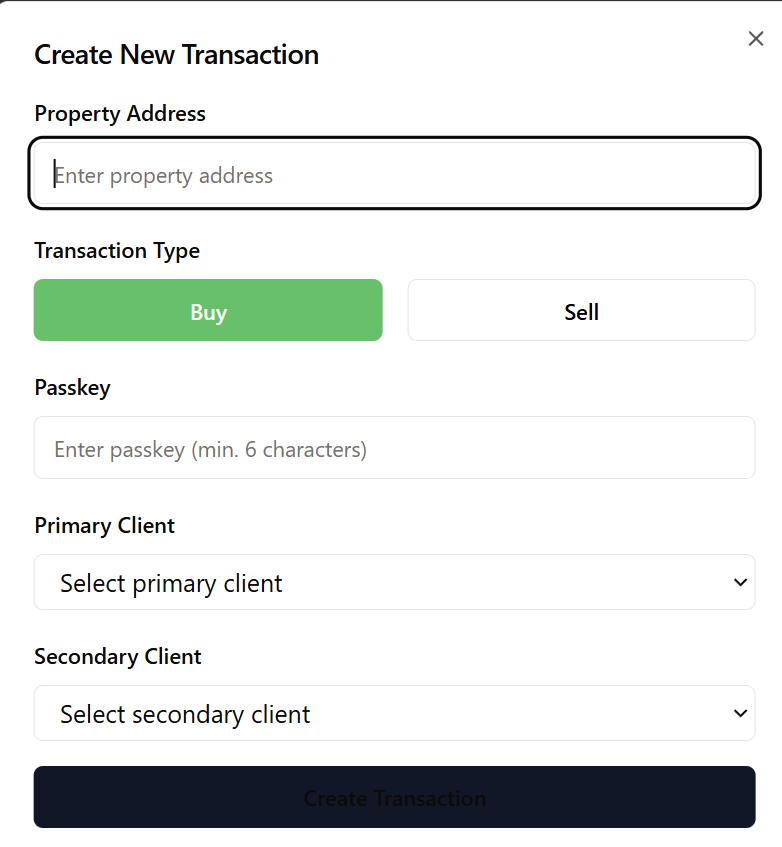 Create New Transaction
Property Address
Enter property address
Transaction Type
Buy
Sell
Passkey
Enter passkey (min. 6 characters)
Primary Client
Select primary client
Secondary Client
Select secondary client
Create Transaction